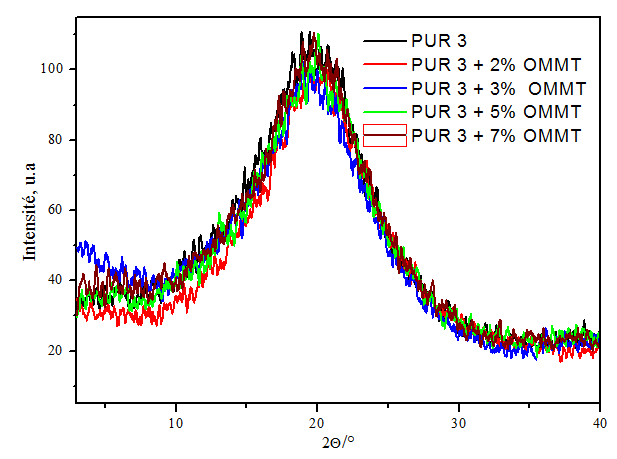 PUR 3
PUR 3 + 2% OMMT
PUR 3 + 3% OMMT
PUR 3 + 5% OMMT
PUR 3 + 7% OMMT
Intensité, u.a
100
80
60
40
20
10
20
30
40
2Θ/°